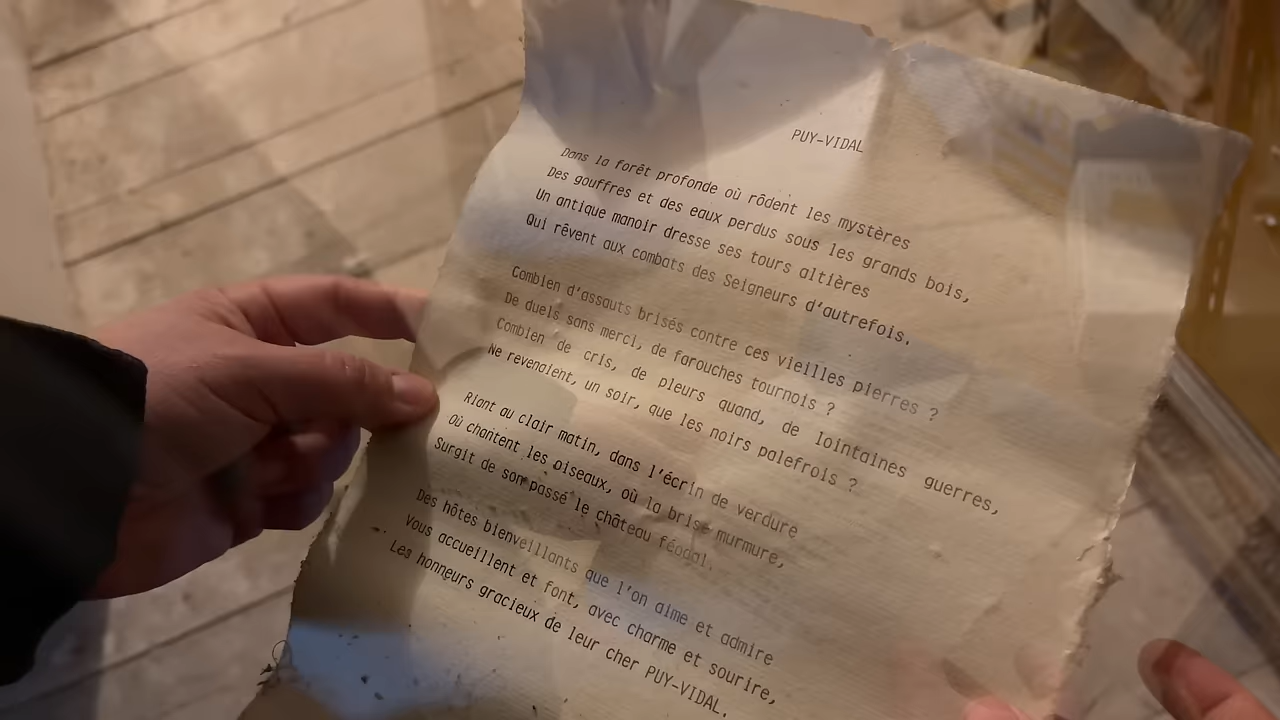 PUY-VIDAL
Dans la forêt profonde où rôdent les mystères
Des gouffres et des eaux perdus sous les grands bois,
Un antique manoir dresse ses tours altières
Qui rêvent aux combats des Seigneurs d'autrefois.
Combien d'assauts brisés contre ces vieilles pierres ?
De duels sans merci, de farouches tournois ?
Combien de cris, de pleurs quand, de lointaines guerres,
Ne revenaient, un soir, que les noirs palefrois ?
Riant au clair matin, dans l'écrin de verdure
Où chantent les oiseaux, où la brise murmure,
Surgit de son passé le château féodal.
Des hôtes bienveillants que l'on aime et admire
Vous accueillent et font, avec charme et sourire,
Les honneurs gracieux de leur cher PUY-VIDAL.